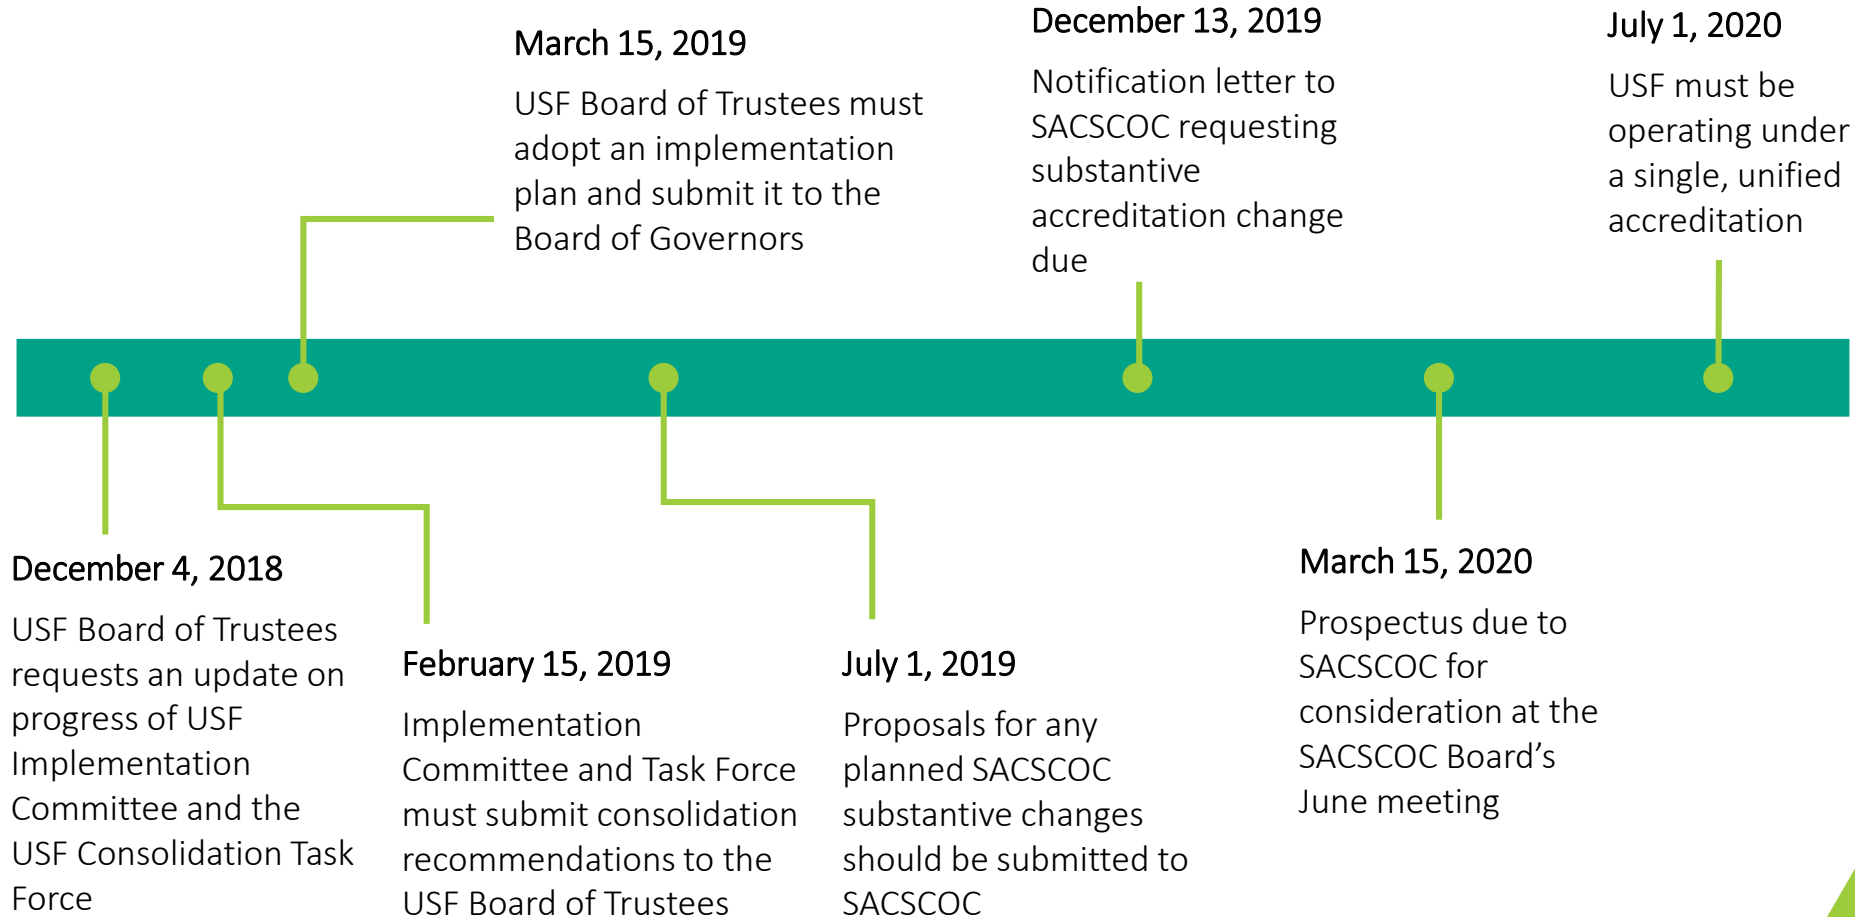 March 15, 2019
USF Board of Trustees must
adopt an implementation
plan and submit it to the
Board of Governors
December 13, 2019
Notification letter to
SACSCOC requesting
substantive
accreditation change
due
July 1, 2020
USF must be
operating under
a single, unified
accreditation
December 4, 2018
USF Board of Trustees
requests an update on
progress of USF
Implementation
Committee and the
USF Consolidation Task
Force
February 15, 2019
Implementation
Committee and Task Force
must submit consolidation
recommendations to the
USF Board of Trustees
July 1, 2019
Proposals for any
planned SACSCOC
substantive changes
should be submitted to
SACSCOC
March 15, 2020
Prospectus due to
SACSCOC for
consideration at the
SACSCOC Board’s
June meeting